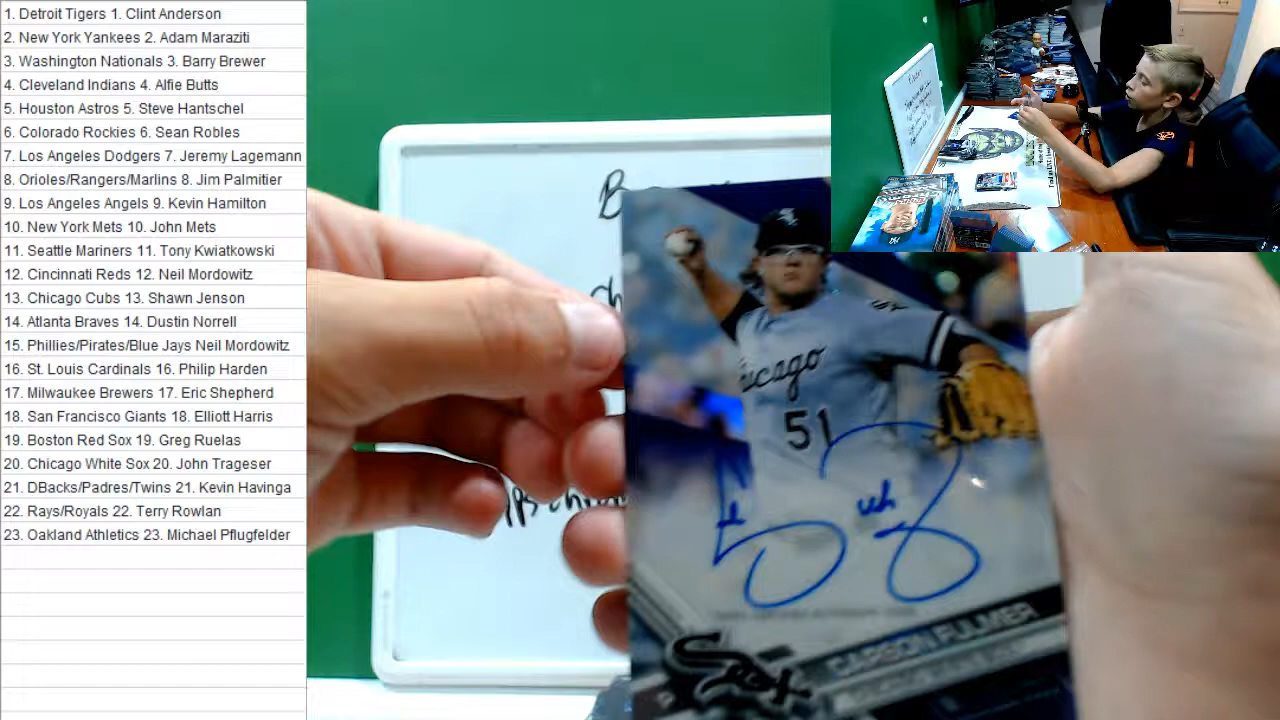 1. Detroit Tigers 1. Clint Anderson
2. New York Yankees 2. Adam Maraziti
3. Washington Nationals 3. Barry Brewer
4. Cleveland Indians 4. Alfie Butts
5. Houston Astros 5. Steve Hantschel
6. Colorado Rockies 6. Sean Robles
7. Los Angeles Dodgers 7. Jeremy Lagemann
8. Orioles/Rangers/Marlins 8. Jim Palmitier
9. Los Angeles Angels 9. Kevin Hamilton
10. New York Mets 10. John Mets
11. Seattle Mariners 11. Tony Kwiatkowski
12. Cincinnati Reds 12. Neil Mordowitz
13. Chicago Cubs 13. Shawn Jenson
14. Atlanta Braves 14. Dustin Norrell
15. Phillies/Pirates/Blue Jays Neil Mordowitz
16. St. Louis Cardinals 16. Philip Harden
17. Milwaukee Brewers 17. Eric Shepherd
18. San Francisco Giants 18. Elliott Harris
19. Boston Red Sox 19. Greg Ruelas
20. Chicago White Sox 20. John Trageser
21. DBacks/Padres/Twins 21. Kevin Havinga
22. Rays/Royals 22. Terry Rowlan
23. Oakland Athletics 23. Michael Pflugfelder
Chicago
51
CARSON FULMER
Sox